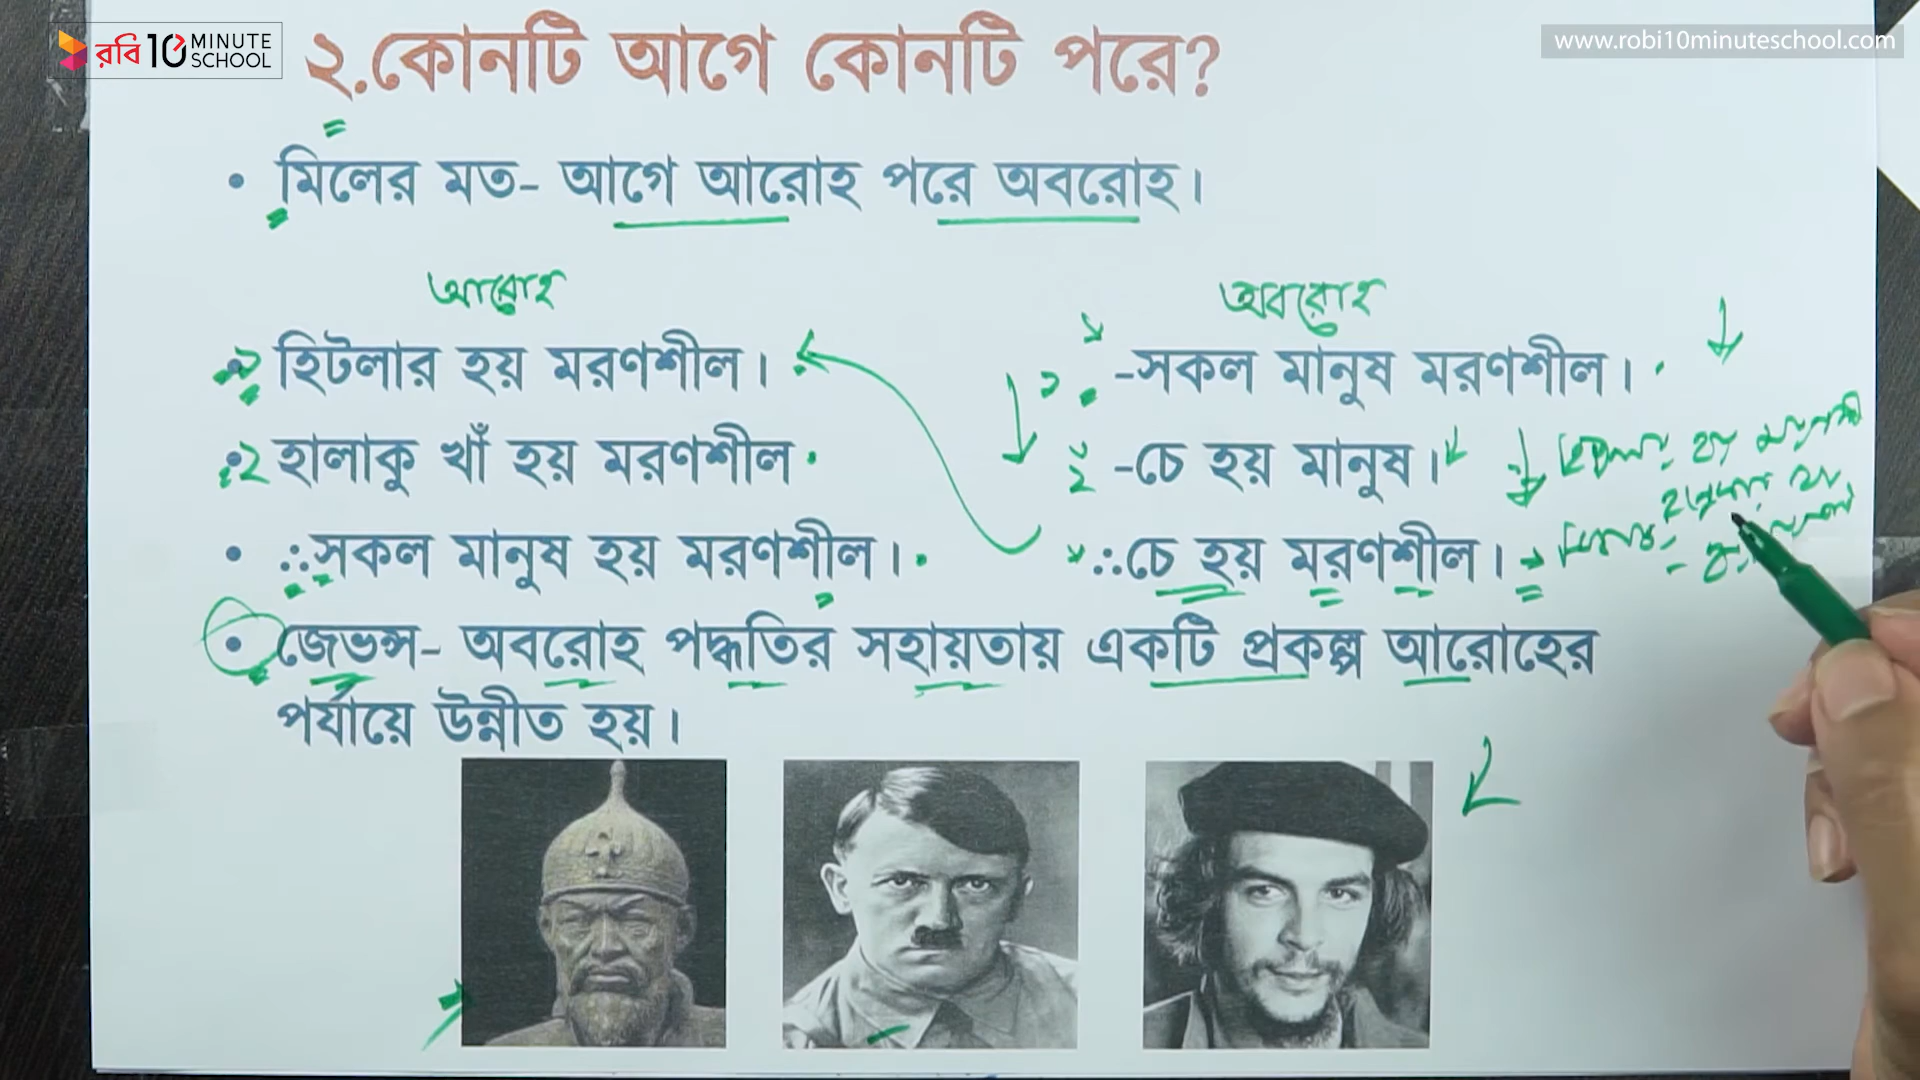 রবি 10 MINUTE SCHOOL
www.robi10minuteschool.com
২.কোনটি আগে কোনটি পরে?
• মিলের মত- আগে আরোহ পরে অবরোহ।
আরোহ
অবরোহ
১ হিটলার হয় মরণশীল।
১ -সকল মানুষ মরণশীল।
২ হালাকু খাঁ হয় মরণশীল
২ -চে হয় মানুষ।
• ∴সকল মানুষ হয় মরণশীল।
∴চে হয় মরণশীল।
• জেভন্স- অবরোহ পদ্ধতির সহায়তায় একটি প্রকল্প আরোহের
পর্যায়ে উন্নীত হয়।